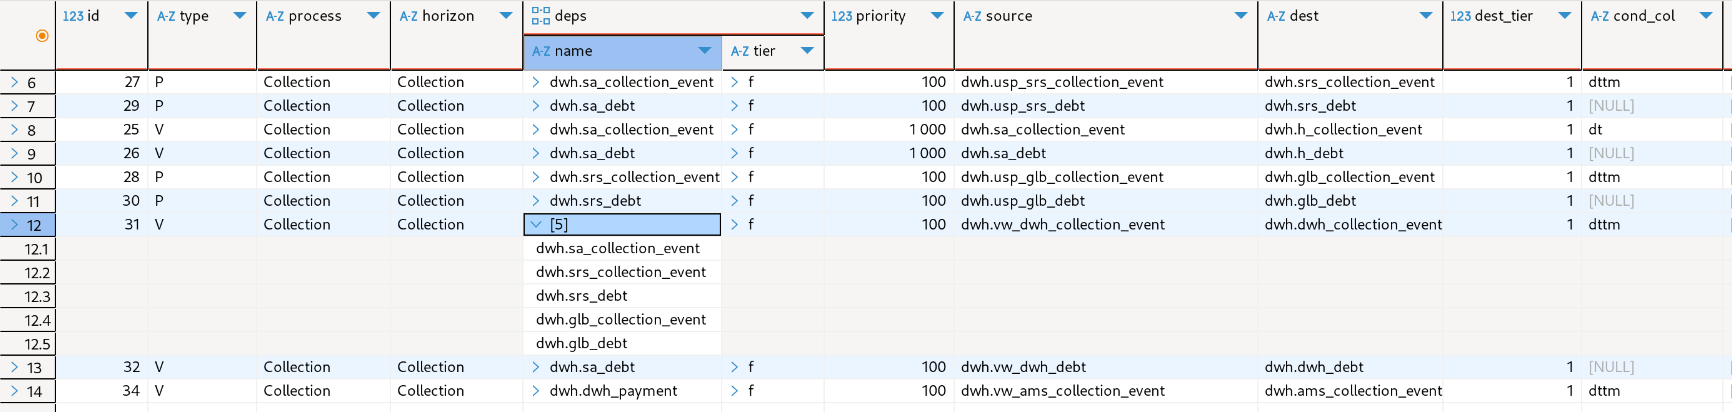 123 id A-Z type A-Z process A-Z horizon deps 123 priority A-Z source A-Z dest 123 dest_tier A-Z cond_col
A-Z name A-Z tier
6 27 P Collection Collection dwh.sa_collection_event f 100 dwh.usp_srs_collection_event dwh.srs_collection_event 1 dttm
7 29 P Collection Collection dwh.sa_debt f 100 dwh.usp_srs_debt dwh.srs_debt 1 [NULL]
8 25 V Collection Collection dwh.sa_collection_event f 1 000 dwh.sa_collection_event dwh.h_collection_event 1 dt
9 26 V Collection Collection dwh.sa_debt f 1 000 dwh.sa_debt dwh.h_debt 1 [NULL]
10 28 P Collection Collection dwh.srs_collection_event f 100 dwh.usp_glb_collection_event dwh.glb_collection_event 1 dttm
11 30 P Collection Collection dwh.srs_debt f 100 dwh.usp_glb_debt dwh.glb_debt 1 [NULL]
12 31 V Collection Collection [5] f 100 dwh.vw_dwh_collection_event dwh.dwh_collection_event 1 dttm
12.1 dwh.sa_collection_event
12.2 dwh.srs_collection_event
12.3 dwh.srs_debt
12.4 dwh.glb_collection_event
12.5 dwh.glb_debt
13 32 V Collection Collection dwh.sa_debt f 100 dwh.vw_dwh_debt dwh.dwh_debt 1 [NULL]
14 34 V Collection Collection dwh.dwh_payment f 100 dwh.vw_ams_collection_event dwh.ams_collection_event 1 dttm